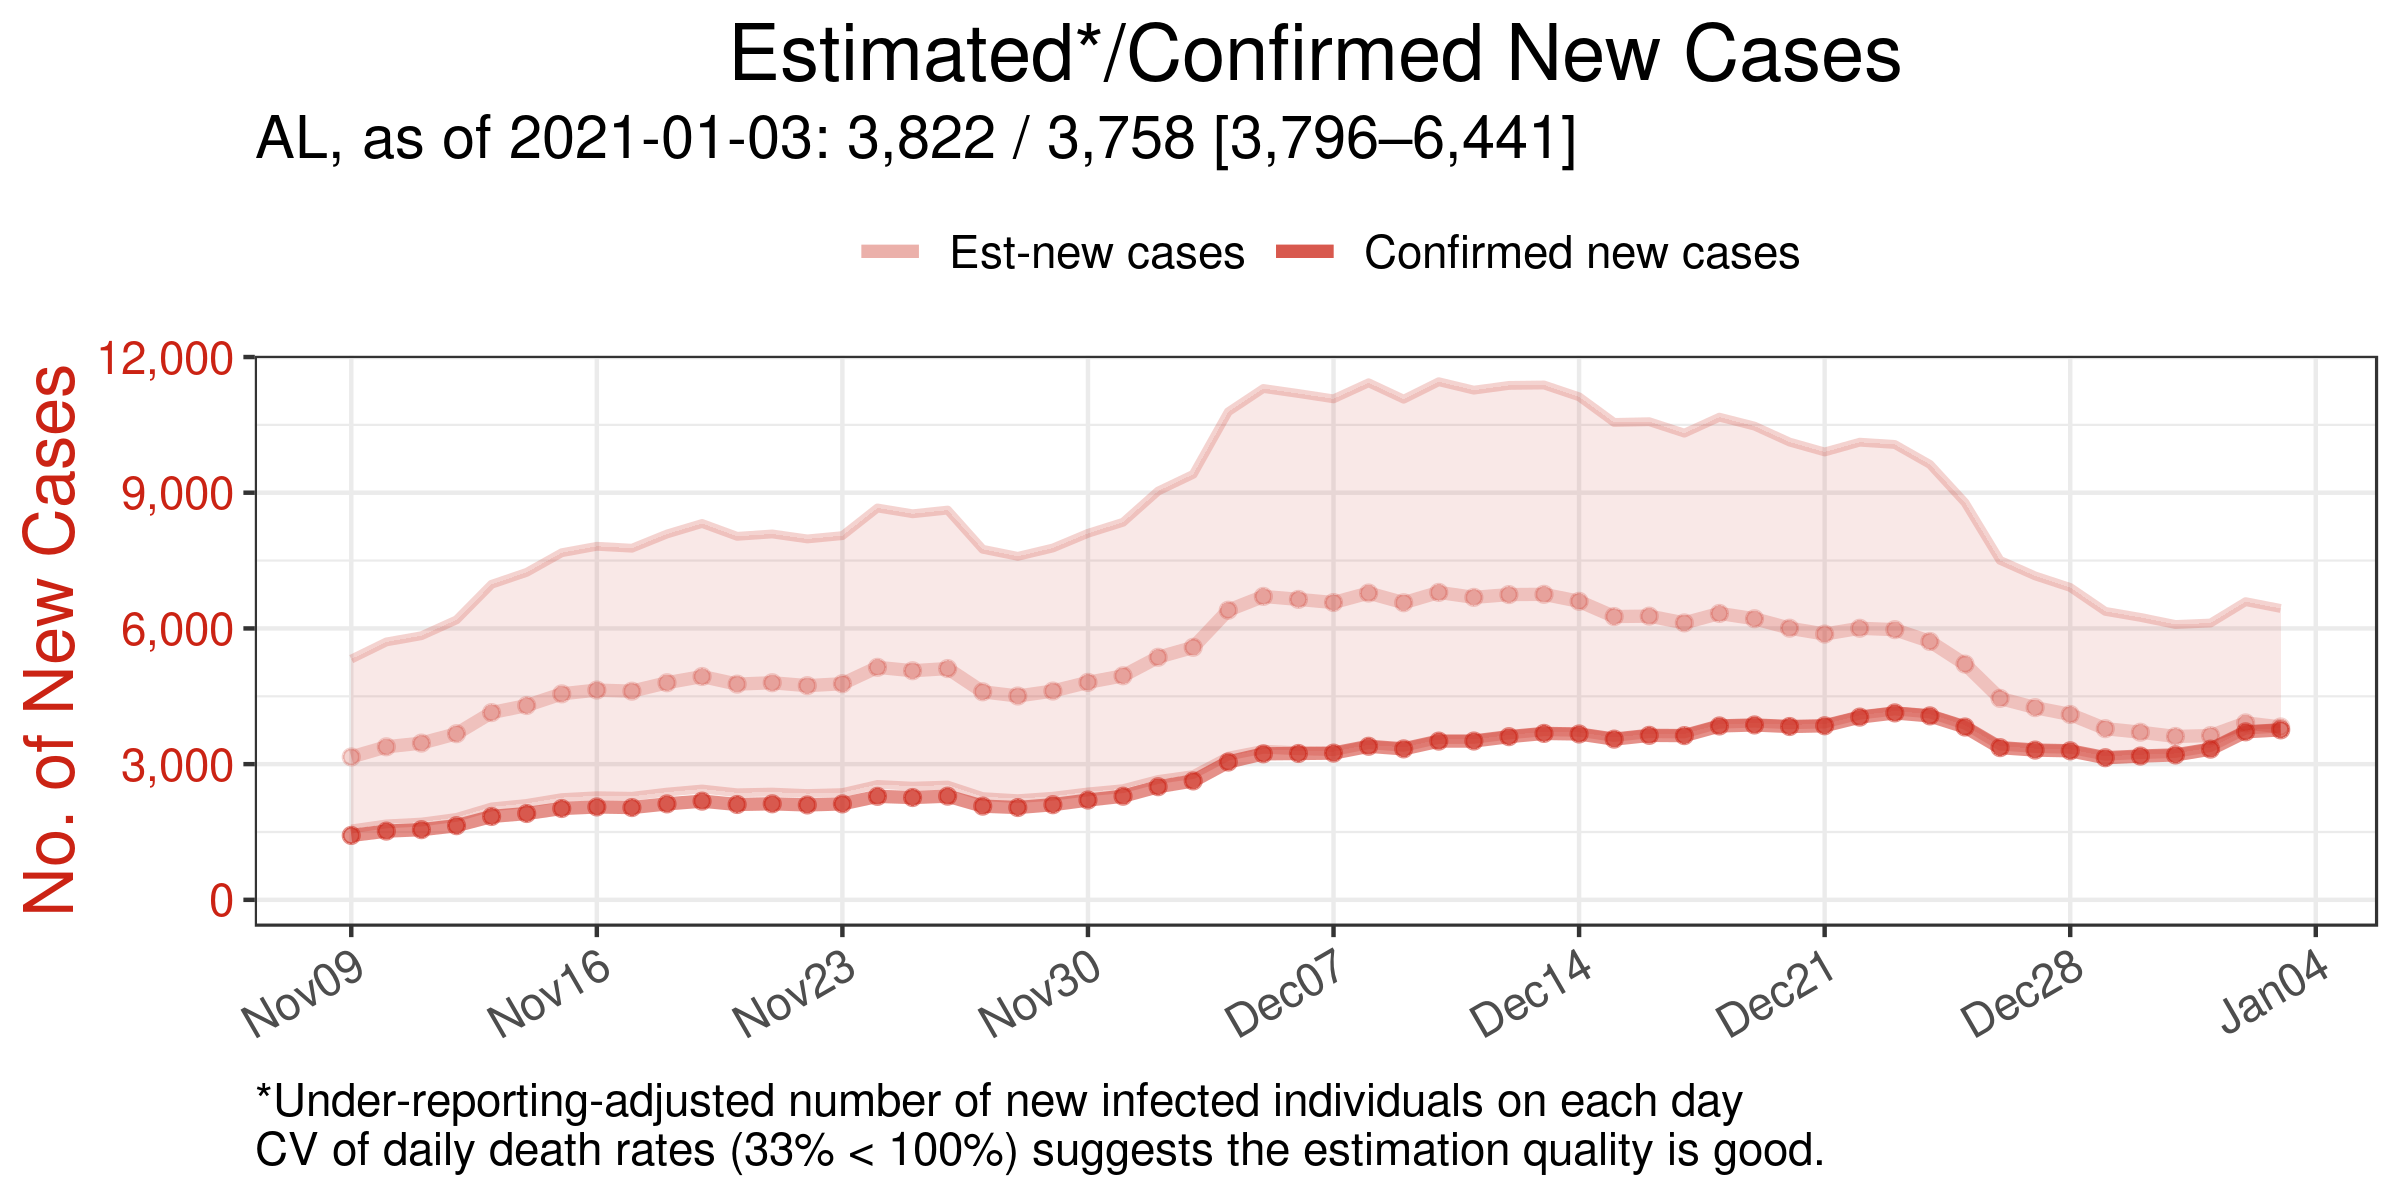 Estimated*/Confirmed New Cases
AL, as of 2021-01-03: 3,822 / 3,758 [3,796–6,441]
Est-new cases
Confirmed new cases
No. of New Cases
12,000
9,000
6,000
3,000
0
Nov09
Nov16
Nov23
Nov30
Dec07
Dec14
Dec21
Dec28
Jan04
*Under-reporting-adjusted number of new infected individuals on each day
CV of daily death rates (33% < 100%) suggests the estimation quality is good.